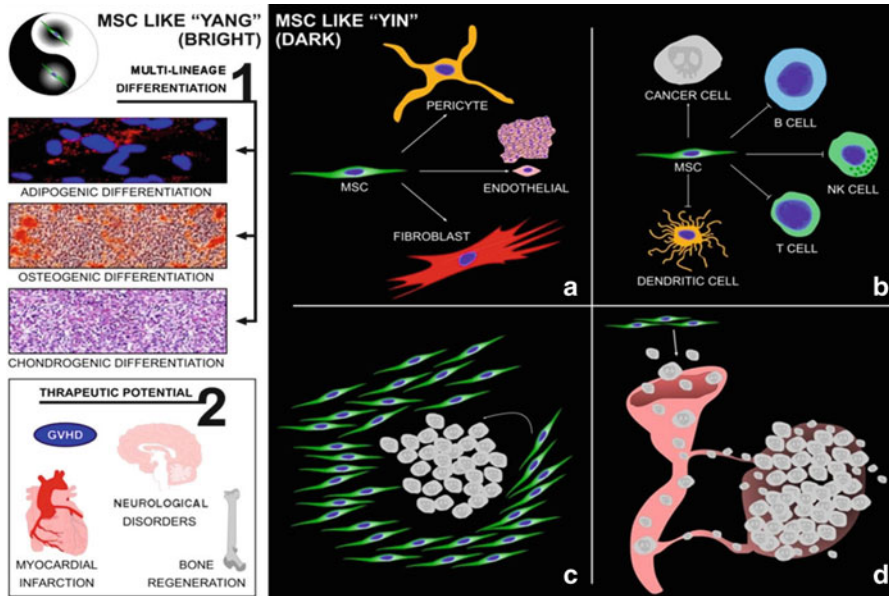 MSC LIKE “YANG”
(BRIGHT)
MULTI-LINEAGE
DIFFERENTIATION
1
ADIPOGENIC DIFFERENTIATION
OSTEOGENIC DIFFERENTIATION
CHONDROGENIC DIFFERENTIATION
THRAPEUTIC POTENTIAL
2
GVHD
NEUROLOGICAL
DISORDERS
MYOCARDIAL
INFARCTION
BONE
REGENERATION
MSC LIKE “YIN”
(DARK)
PERICYTE
MSC
ENDOTHELIAL
FIBROBLAST
a
CANCER CELL
B CELL
MSC
NK CELL
T CELL
DENDRITIC CELL
b
c
d